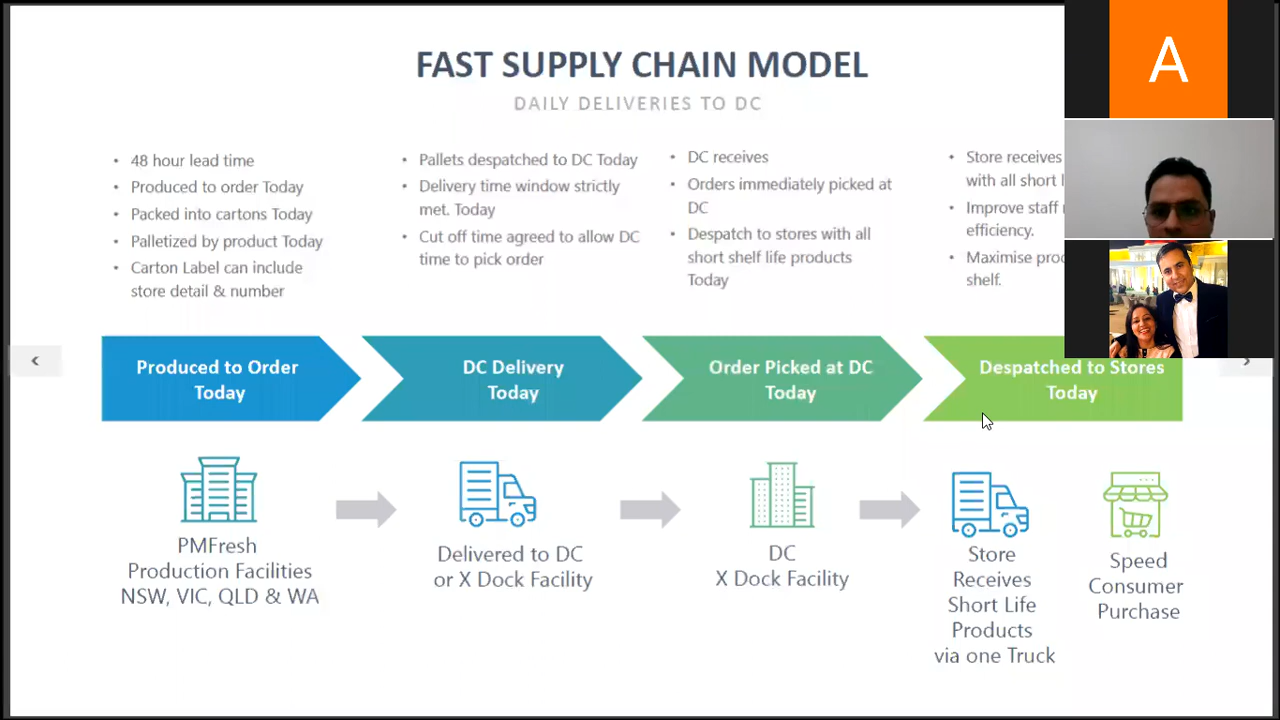 FAST SUPPLY CHAIN MODEL
DAILY DELIVERIES TO DC
• 48 hour lead time
• Produced to order Today
• Packed into cartons Today
• Palletized by product Today
• Carton Label can include
store detail & number
• Pallets despatched to DC Today
• Delivery time window strictly
met. Today
• Cut off time agreed to allow DC
time to pick order
• DC receives
• Orders immediately picked at
DC
• Despatch to stores with all
short shelf life products
Today
• Store receives
with all short
• Improve staff
efficiency.
• Maximise
shelf.
A
Produced to Order
Today
DC Delivery
Today
Order Picked at DC
Today
Despatched to Stores
Today
PMFresh
Production Facilities
NSW, VIC, QLD & WA
Delivered to DC
or X Dock Facility
DC
X Dock Facility
Store
Receives
Short Life
Products
via one Truck
Speed
Consumer
Purchase